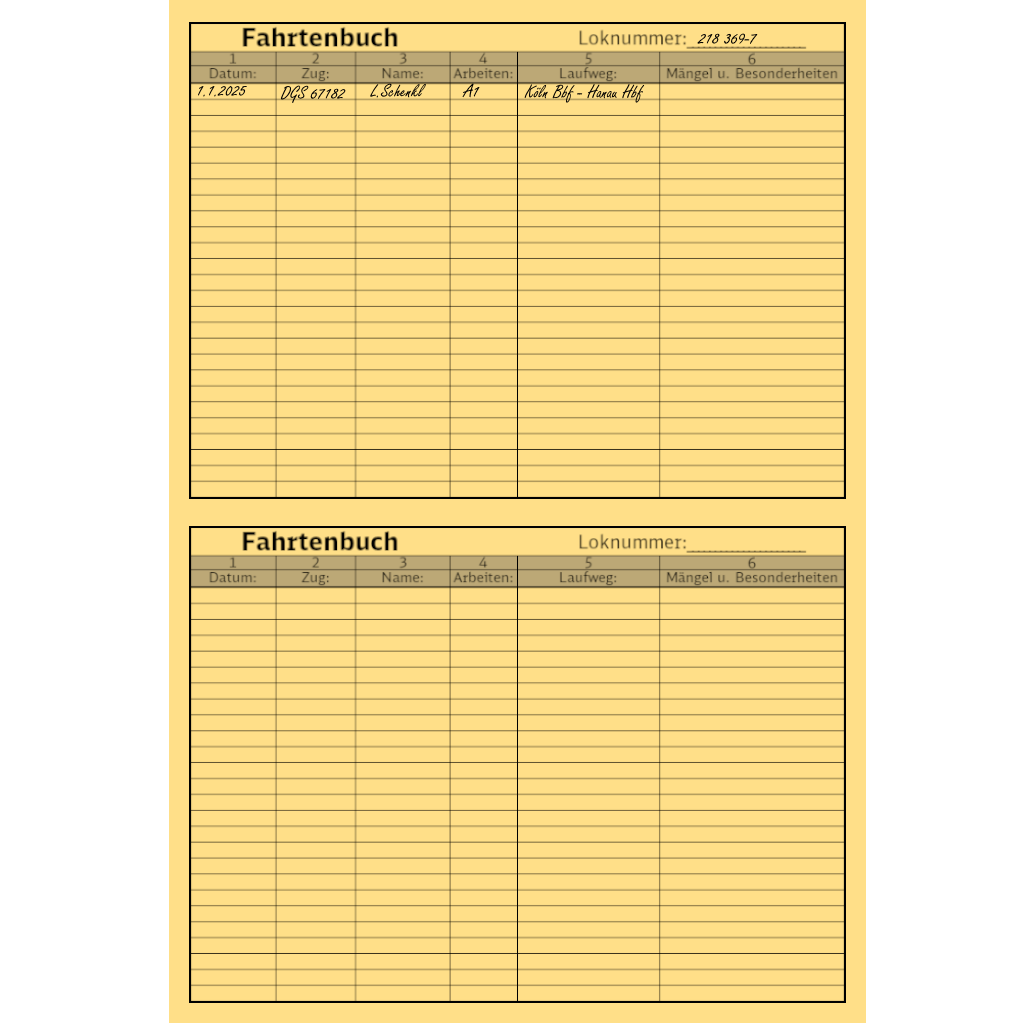 Fahrtenbuch Loknummer: 218 369-7
1 2 3 4 5 6
Datum: Zug: Name: Arbeiten: Laufweg: Mängel u. Besonderheiten
1.1.2025 DGS 67182 L.Schenkl A1 Köln Bbf - Hanau Hbf
Fahrtenbuch Loknummer:
1 2 3 4 5 6
Datum: Zug: Name: Arbeiten: Laufweg: Mängel u. Besonderheiten